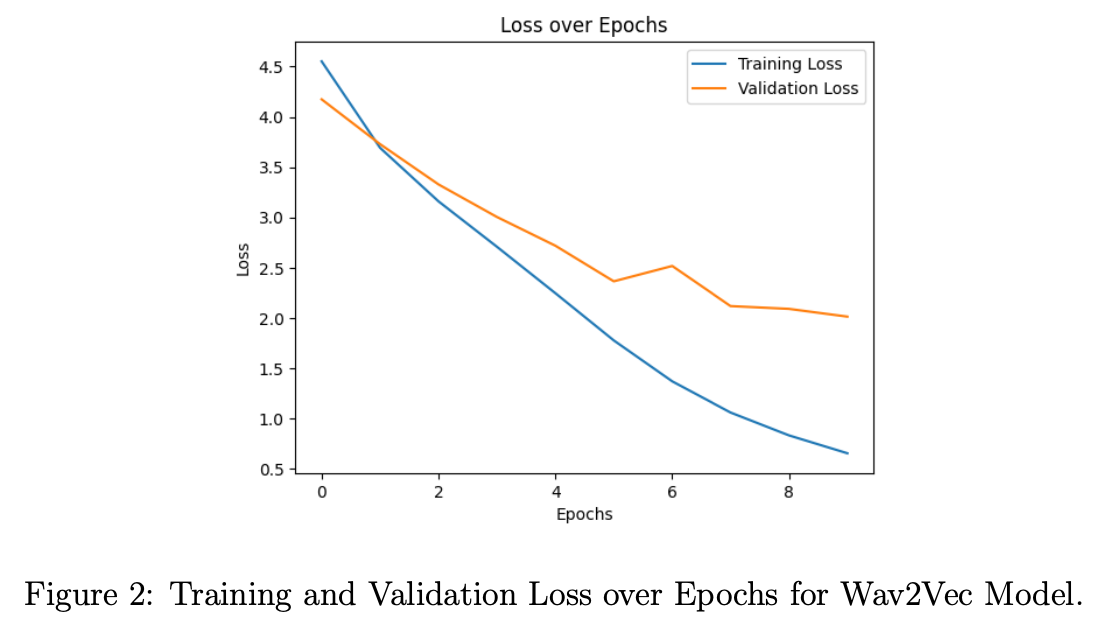 Loss over Epochs
Training Loss
Validation Loss
4.5
4.0
3.5
3.0
2.5
2.0
1.5
1.0
0.5
Loss
0 2 4 6 8
Epochs
Figure 2: Training and Validation Loss over Epochs for Wav2Vec Model.